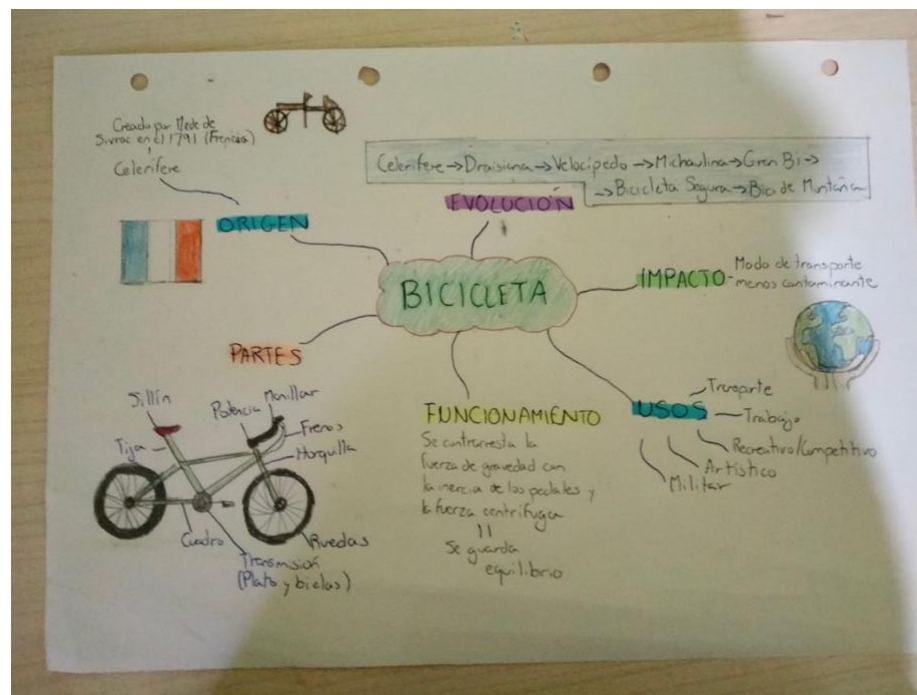 Creado por Mede de
Sivrac en el 1791 (Francia)
Celerífere
ORIGEN
Celerífere → Draisiana → Velocípedo → Michaulina → Gran Bi →
→ Bicicleta Segura → Bici de Montaña
EVOLUCIÓN
BICICLETA
IMPACTO - Modo de transporte
menos contaminante
PARTES
Sillín
Tija
Potencia
Manillar
Frenos
Horquilla
Cuadro
Transmsión
(Plato y bielas)
Ruedas
FUNCIONAMIENTO
Se contrarresta la
fuerza de gravedad con
la inercia de los pedales y
la fuerza centrífuga
Se guarda
equilibrio
USOS
Transporte
Trabajo
Recreativo/Competitivo
Artístico
Militar